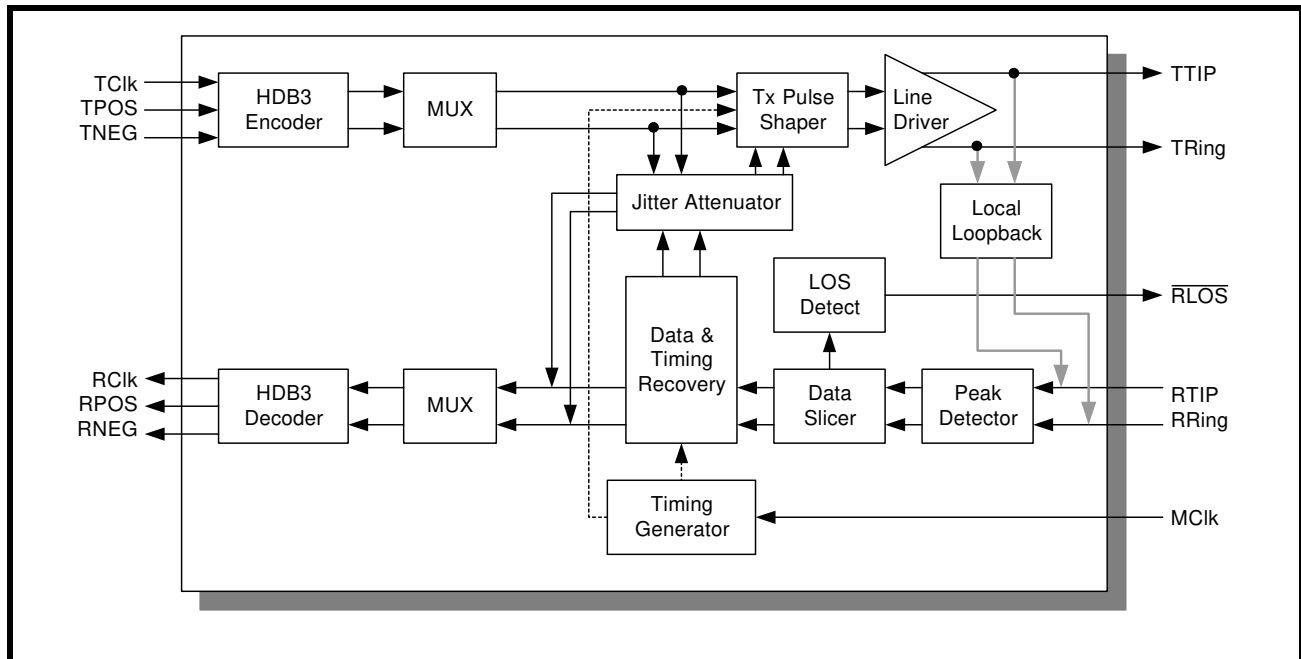 TClk
TPOS
TNEG
HDB3
Encoder
MUX
Tx Pulse
Shaper
Line
Driver
TTIP
TRing
Jitter Attenuator
Local
Loopback
LOS
Detect
RLOS
Data &
Timing
Recovery
RClk
RPOS
RNEG
HDB3
Decoder
MUX
Data
Slicer
Peak
Detector
RTIP
RRing
Timing
Generator
MClk